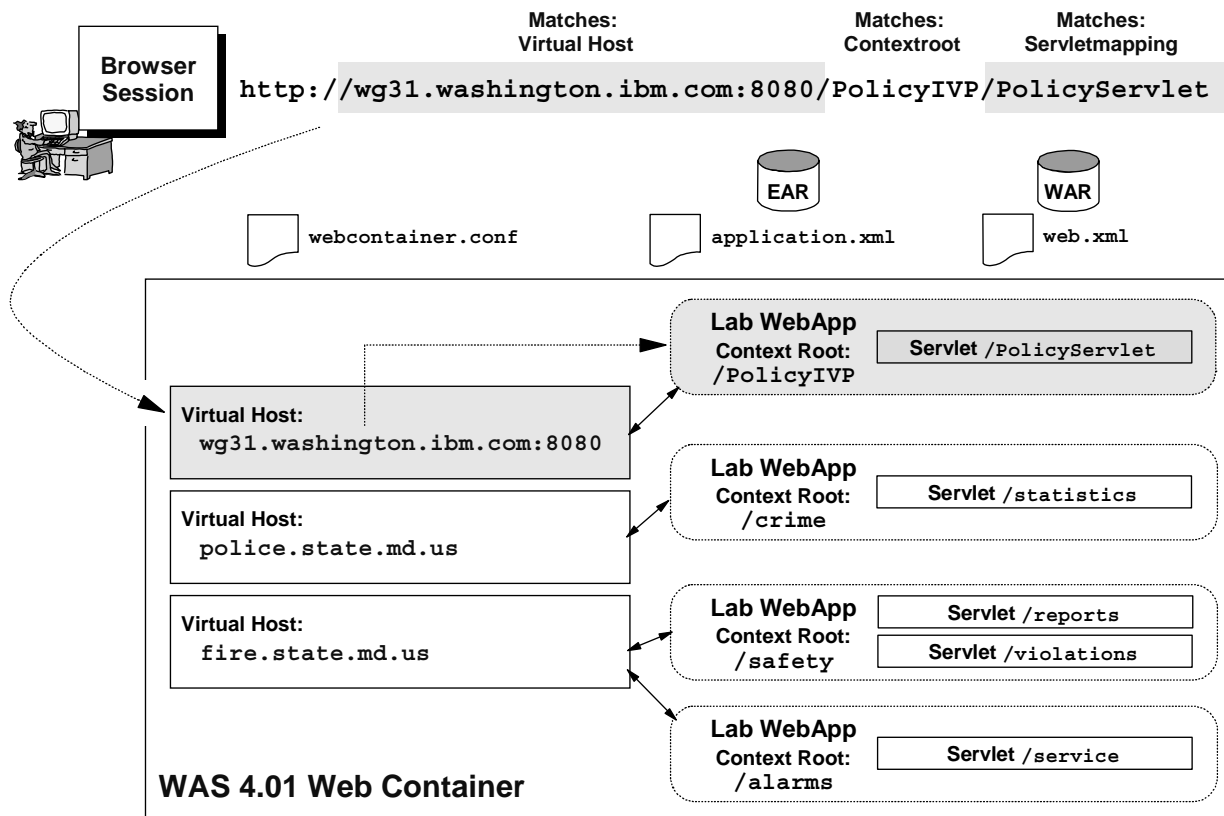 Matches:
Virtual Host
Matches:
Contextroot
Matches:
Servletmapping
Browser
Session
http://wg31.washington.ibm.com:8080/PolicyIVP/PolicyServlet
EAR
WAR
webcontainer.conf
application.xml
web.xml
Lab WebApp
Context Root:
/PolicyIVP
Servlet /PolicyServlet
Virtual Host:
wg31.washington.ibm.com:8080
Lab WebApp
Context Root:
/crime
Servlet /statistics
Virtual Host:
police.state.md.us
Lab WebApp
Context Root:
/safety
Servlet /reports
Servlet /violations
Virtual Host:
fire.state.md.us
Lab WebApp
Context Root:
/alarms
Servlet /service
WAS 4.01 Web Container